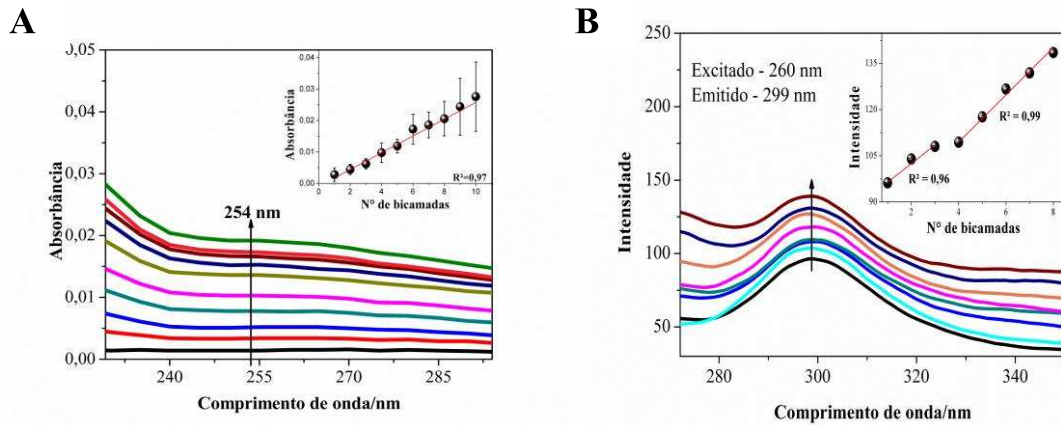 A
Absorbância
0,05
0,04
0,03
0,02
0,01
0,00
240
255
270
285
Comprimento de onda/nm
254 nm
Absorbância
0,04
0,03
0,02
0,01
0,00
0
2
4
6
8
10
R²=0,97
N° de bicamadas
B
Intensidade
250
200
150
100
50
280
300
320
340
Comprimento de onda/nm
Excitado - 260 nm
Emitido - 299 nm
Intensidade
135
120
105
90
2
4
6
8
R² = 0,99
R² = 0,96
N° de bicamadas